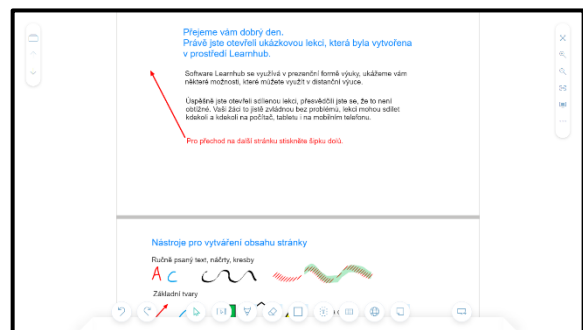 Přejeme vám dobrý den.
Právě jste otevřeli ukázkovou lekci, která byla vytvořena
v prostředí Learnhub.
Software Learnhub se využívá v prezenční formě výuky, ukážeme vám
některé možnosti, které můžete využít v distanční výuce.
Úspěšně jste otevřeli sdílenou lekci, přesvědčili jste se, že to není
obtížné. Vaši žáci to jistě zvládnou bez problémů, lekci mohou sdílet
kdekoli a kdekoli na počítač, tabletu i na mobilním telefonu.
Pro přechod na další stránku stiskněte šipku dolů.
Nástroje pro vytváření obsahu stránky
Ručně psaný text, náčrty, kresby
A C
Základní tvary